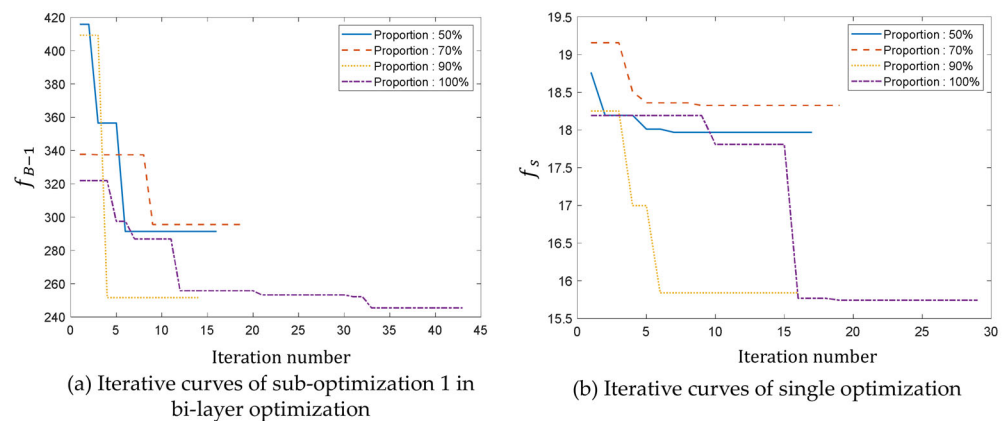 420
400
380
360
340
320
300
280
260
240
f_{B-1}
0 5 10 15 20 25 30 35 40 45
Iteration number
Proportion : 50%
Proportion : 70%
Proportion : 90%
Proportion : 100%
(a) Iterative curves of sub-optimization 1 in
bi-layer optimization
19.5
19
18.5
18
17.5
17
16.5
16
15.5
f_s
0 5 10 15 20 25 30
Iteration number
Proportion : 50%
Proportion : 70%
Proportion : 90%
Proportion : 100%
(b) Iterative curves of single optimization